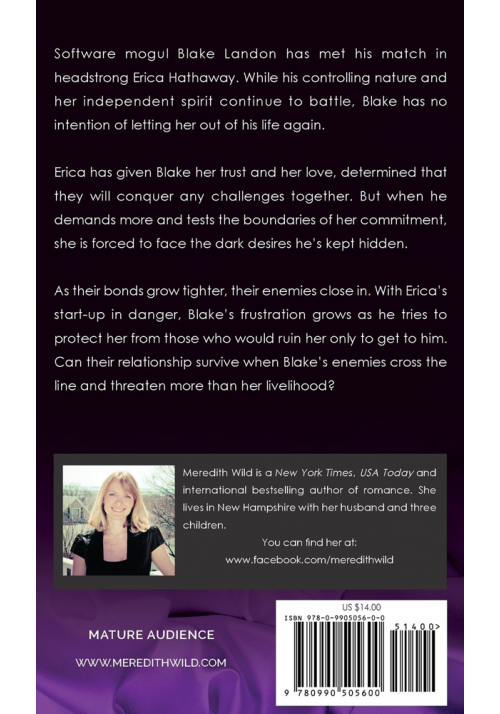 Software mogul Blake Landon has met his match in
headstrong Erica Hathaway. While his controlling nature and
her independent spirit continue to battle, Blake has no
intention of letting her out of his life again.
Erica has given Blake her trust and her love, determined that
they will conquer any challenges together. But when he
demands more and tests the boundaries of her commitment,
she is forced to face the dark desires he's kept hidden.
As their bonds grow tighter, their enemies close in. With Erica's
start-up in danger, Blake's frustration grows as he tries to
protect her from those who would ruin her only to get to him.
Can their relationship survive when Blake's enemies cross the
line and threaten more than her livelihood?
Meredith Wild is a New York Times, USA Today and
international bestselling author of romance. She
lives in New Hampshire with her husband and three
children.
You can find her at:
www.facebook.com/meredithwild
MATURE AUDIENCE
WWW.MEREDITHWILD.COM
US $14.00
ISBN 978-0-9905056-0-0
51400>
9 780990 505600